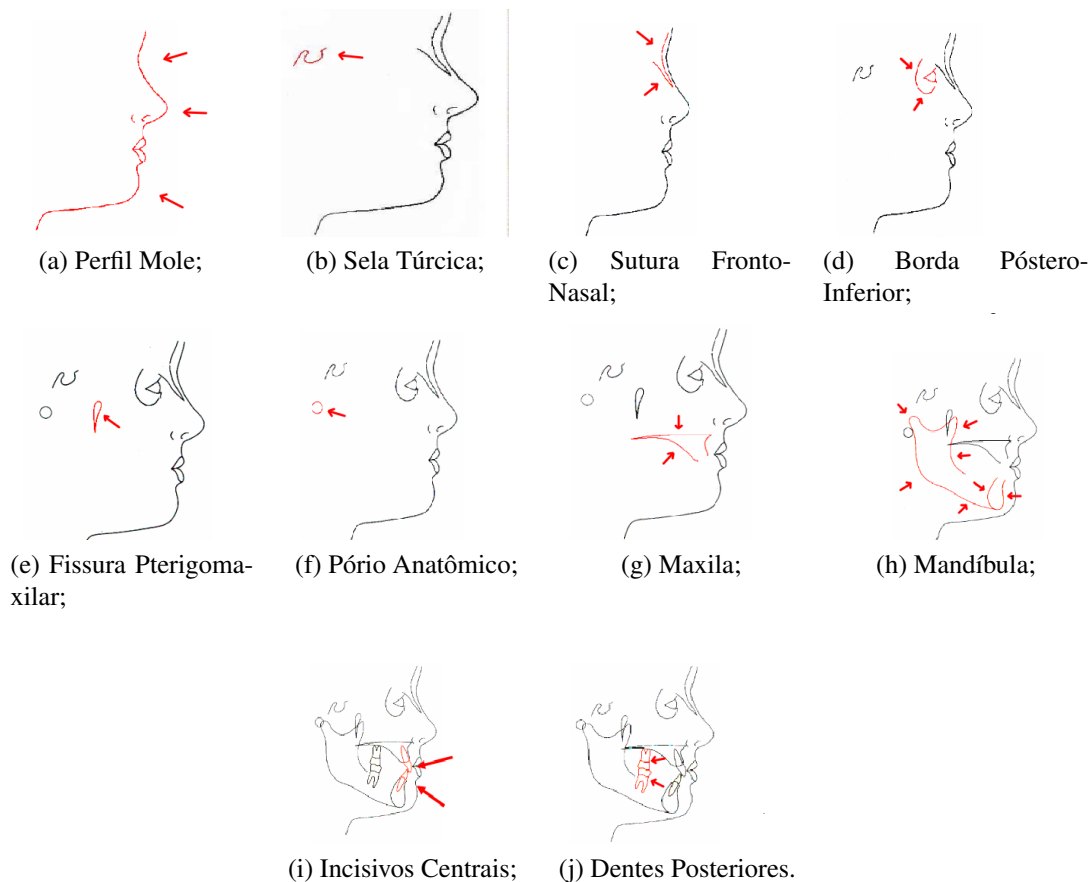 (a) Perfil Mole;
(b) Sela Túrcica;
(c) Sutura Fronto-
Nasal;
(d) Borda Póstero-
Inferior;
(e) Fissura Pterigoma-
xilar;
(f) Pório Anatômico;
(g) Maxila;
(h) Mandíbula;
(i) Incisivos Centrais;
(j) Dentes Posteriores.